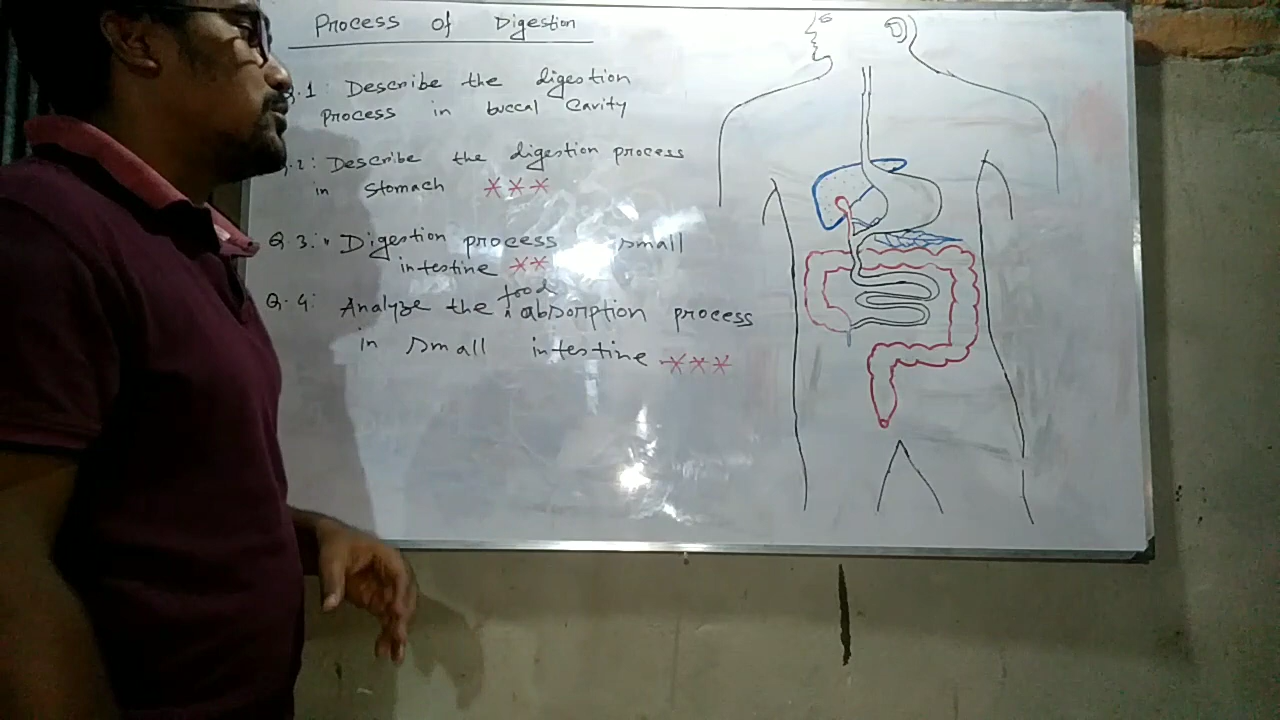 Process of Digestion
Q.1: Describe the digestion
process in buccal cavity
Q.2: Describe the digestion process
in stomach ***
Q 3: " Digestion process small
intestine **
Q.4: Analyze the food absorption process
in small intestine ***